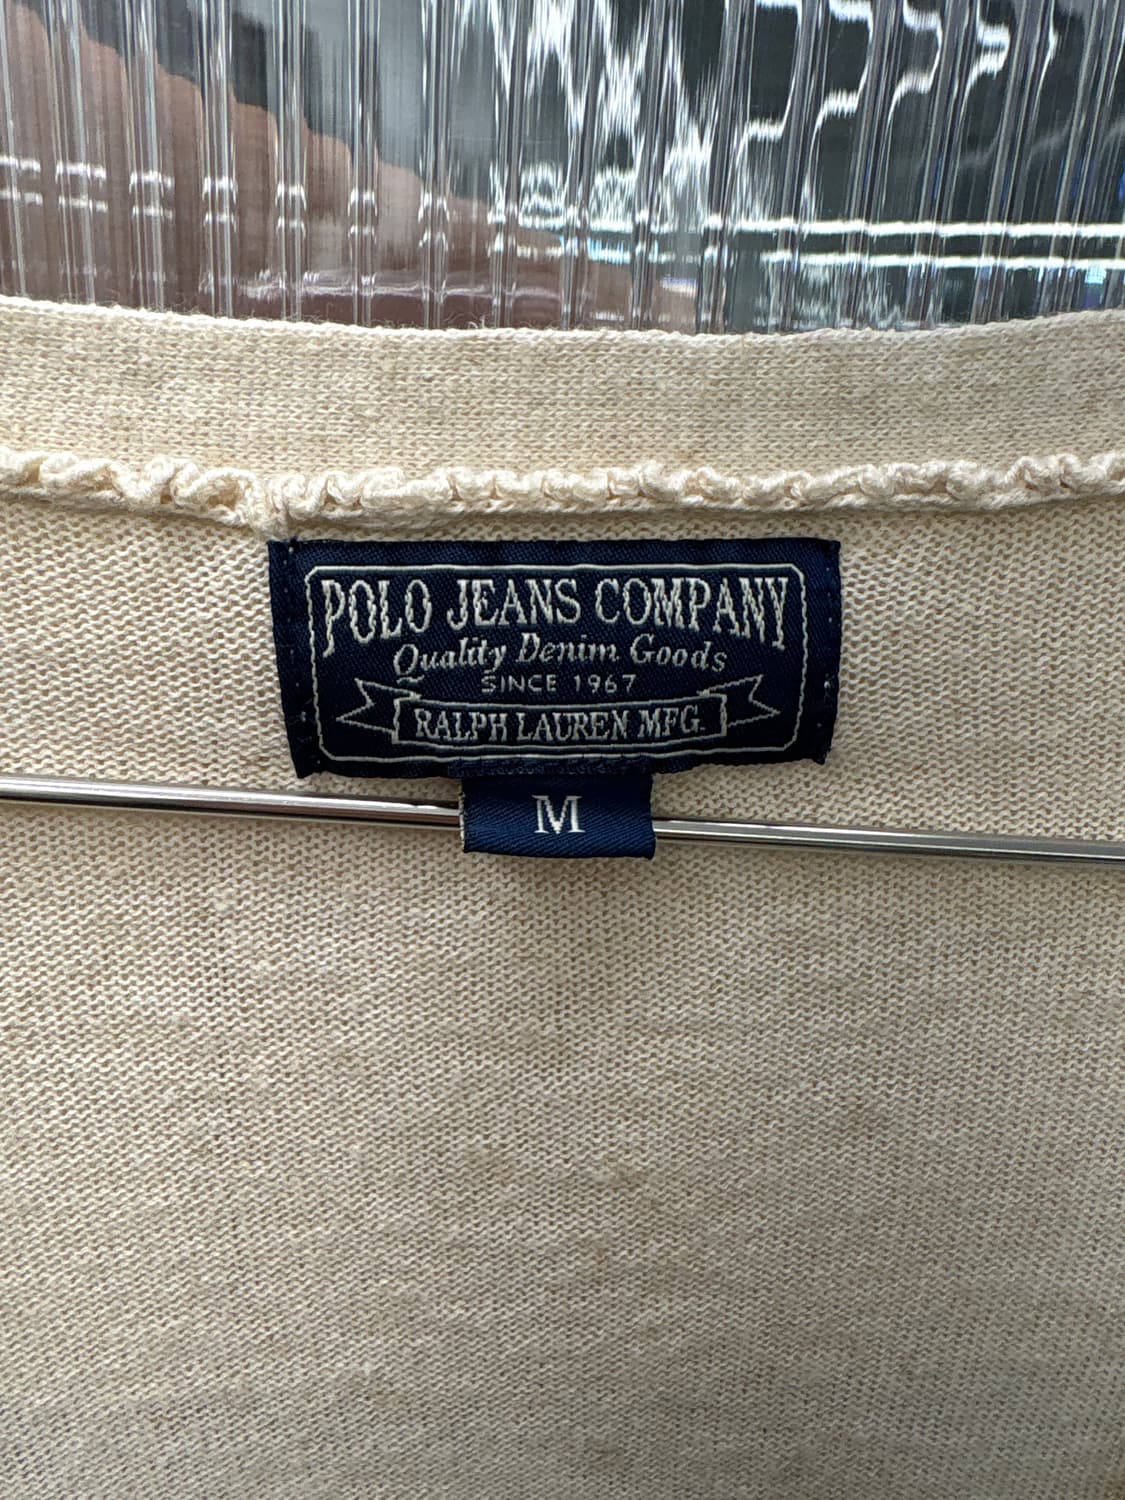 POLO JEANS COMPANY
Quality Denim Goods
SINCE 1967
RALPH LAUREN MFG.
M